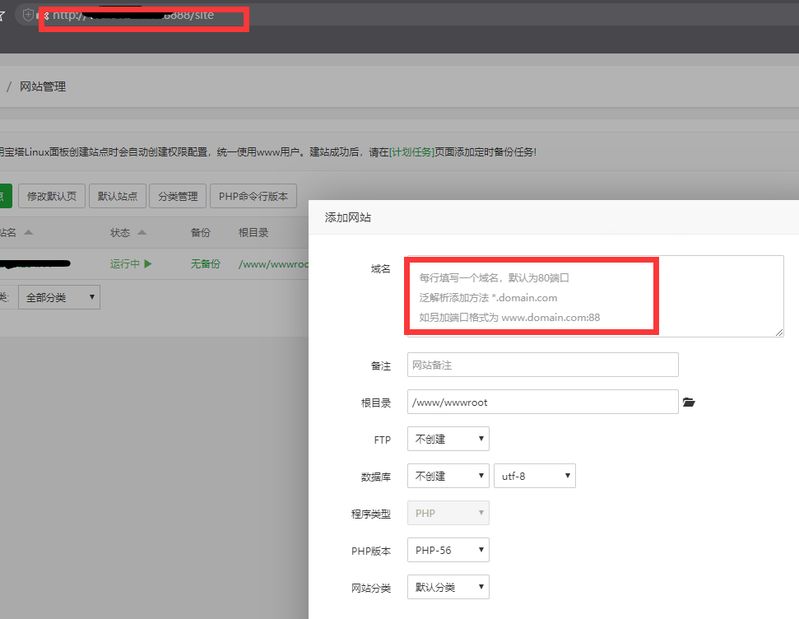 http:/ 8888/site
/ 网站管理
用宝塔Linux面板创建站点时会自动创建权限配置，统一使用www用户。建站成功后，请在[计划任务]页面添加定时备份任务!
修改默认页 默认站点 分类管理 PHP命令行版本
站名 状态 备份 根目录
运行中 无备份 /www/wwwroo
类: 全部分类
添加网站
域名
每行填写一个域名，默认为80端口
泛解析添加方法 *.domain.com
如另加端口格式为 www.domain.com:88
备注 网站备注
根目录 /www/wwwroot
FTP 不创建
数据库 不创建 utf-8
程序类型 PHP
PHP版本 PHP-56
网站分类 默认分类